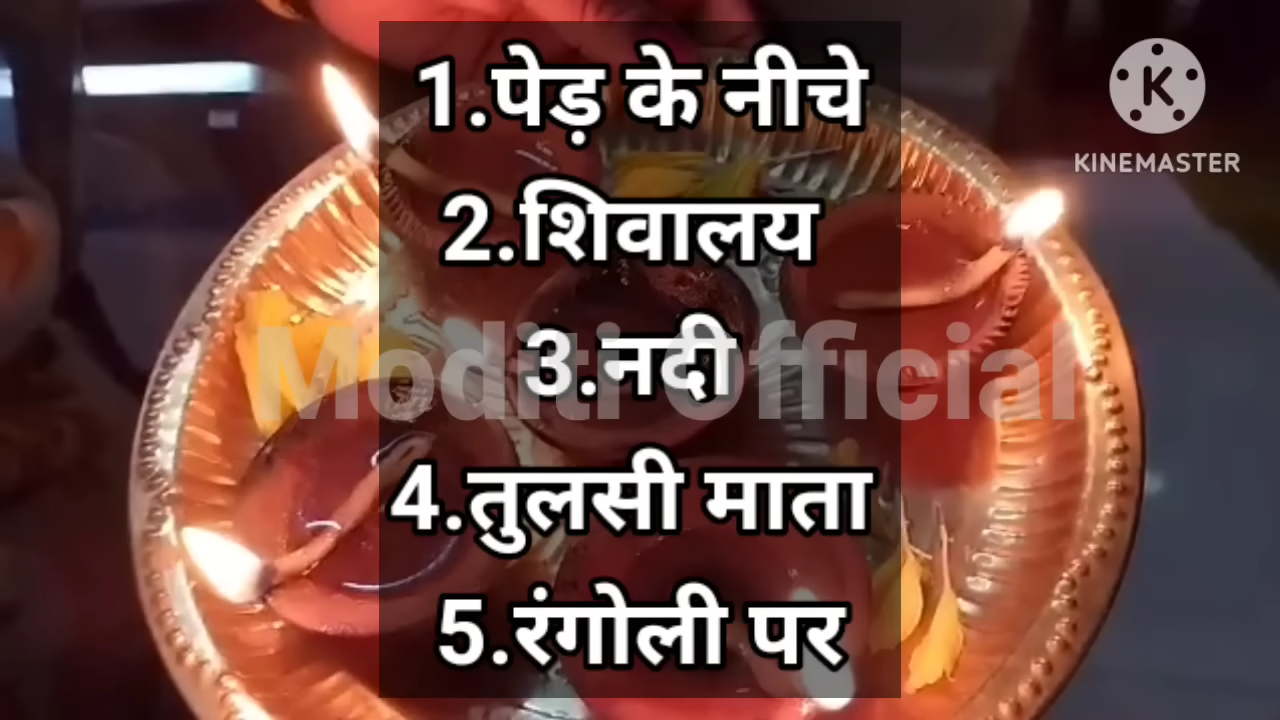 1.पेड़ के नीचे
KINEMASTER
2.शिवालय
Moditi Official
3.नदी
4.तुलसी माता
5.रंगोली पर